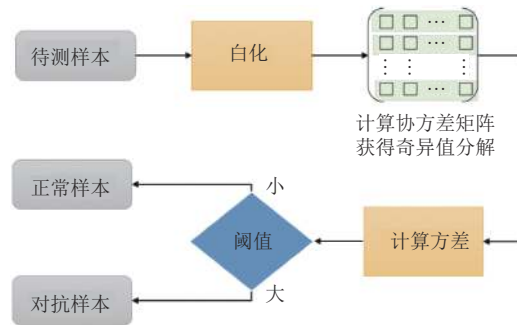 待测样本
白化
计算协方差矩阵
获得奇异值分解
正常样本
小
阈值
计算方差
大
对抗样本